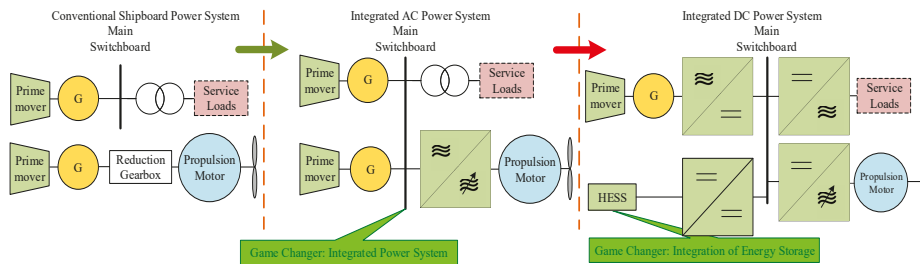 Conventional Shipboard Power System
Main
Switchboard
Prime
mover
G
Service
Loads
Prime
mover
G
Reduction
Gearbox
Propulsion
Motor
Integrated AC Power System
Main
Switchboard
Prime
mover
G
Service
Loads
Prime
mover
G
Propulsion
Motor
Game Changer: Integrated Power System
Integrated DC Power System
Main
Switchboard
Prime
mover
G
Service
Loads
HESS
Propulsion
Motor
Game Changer: Integration of Energy Storage